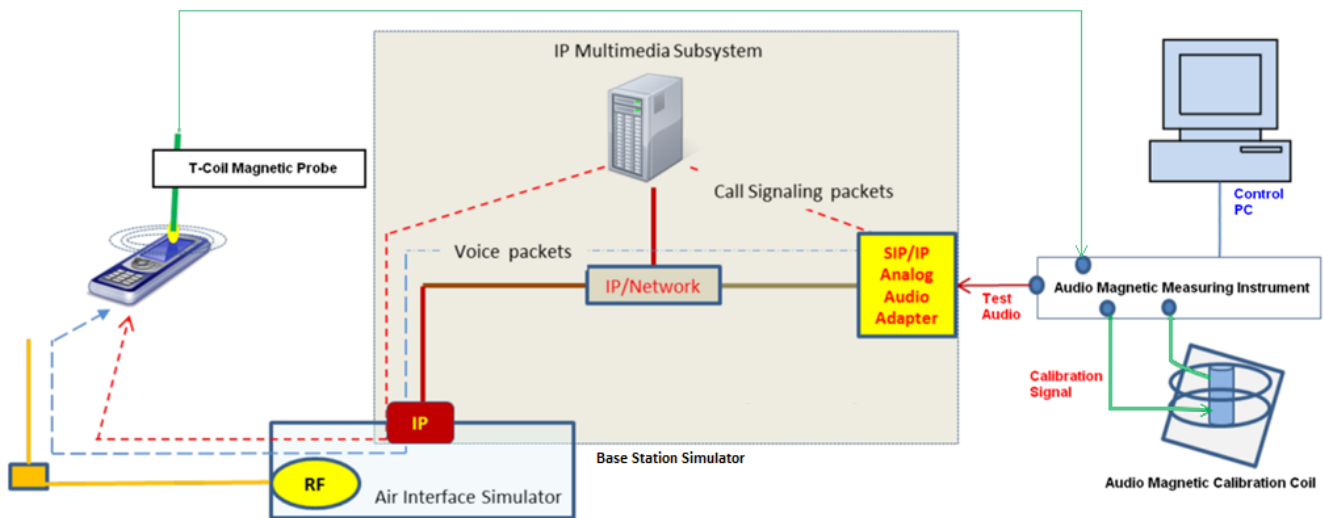 IP Multimedia Subsystem
T-Coil Magnetic Probe
Call Signaling packets
Control
PC
Voice packets
SIP/IP
Analog
Audio
Adapter
IP/Network
Test
Audio
Audio Magnetic Measuring Instrument
Calibration
Signal
IP
Base Station Simulator
RF
Air Interface Simulator
Audio Magnetic Calibration Coil